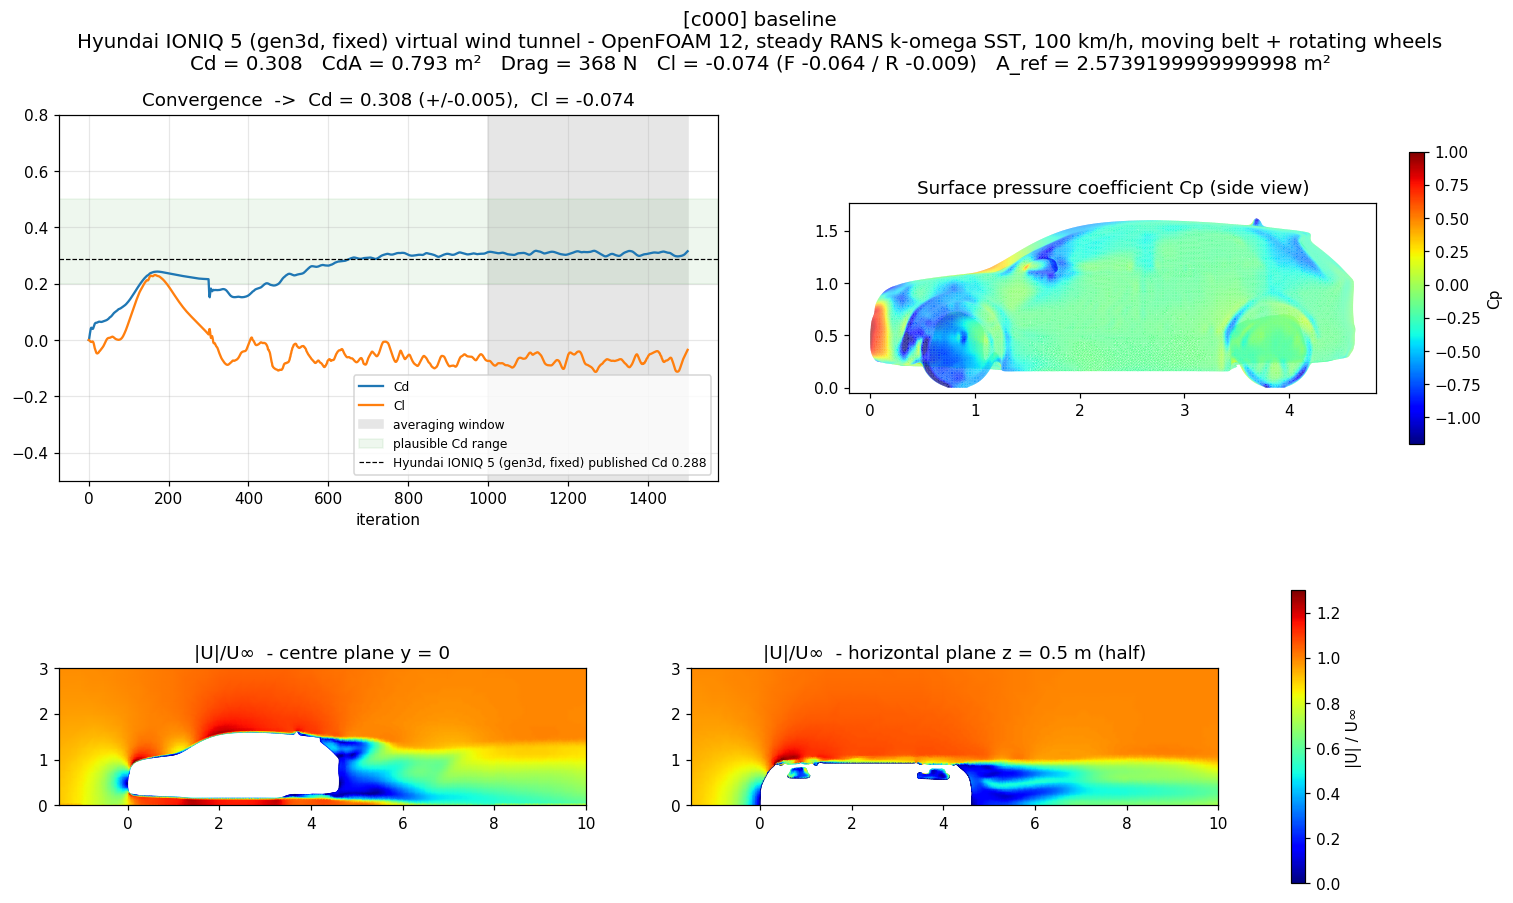 [c000] baseline
Hyundai IONIQ 5 (gen3d, fixed) virtual wind tunnel - OpenFOAM 12, steady RANS k-omega SST, 100 km/h, moving belt + rotating wheels
Cd = 0.308   CdA = 0.793 m²   Drag = 368 N   Cl = -0.074 (F -0.064 / R -0.009)   A_ref = 2.5739199999999998 m²
Convergence  ->  Cd = 0.308 (+/-0.005),  Cl = -0.074
0.8
0.6
0.4
0.2
0.0
−0.2
−0.4
0 200 400 600 800 1000 1200 1400
iteration
Cd
Cl
averaging window
plausible Cd range
Hyundai IONIQ 5 (gen3d, fixed) published Cd 0.288
Surface pressure coefficient Cp (side view)
1.5
1.0
0.5
0.0
0 1 2 3 4
1.00
0.75
0.50
0.25
0.00
−0.25
−0.50
−0.75
−1.00
Cp
|U|/U∞  - centre plane y = 0
3
2
1
0
0 2 4 6 8 10
|U|/U∞  - horizontal plane z = 0.5 m (half)
3
2
1
0
0 2 4 6 8 10
1.2
1.0
0.8
0.6
0.4
0.2
0.0
|U| / U∞